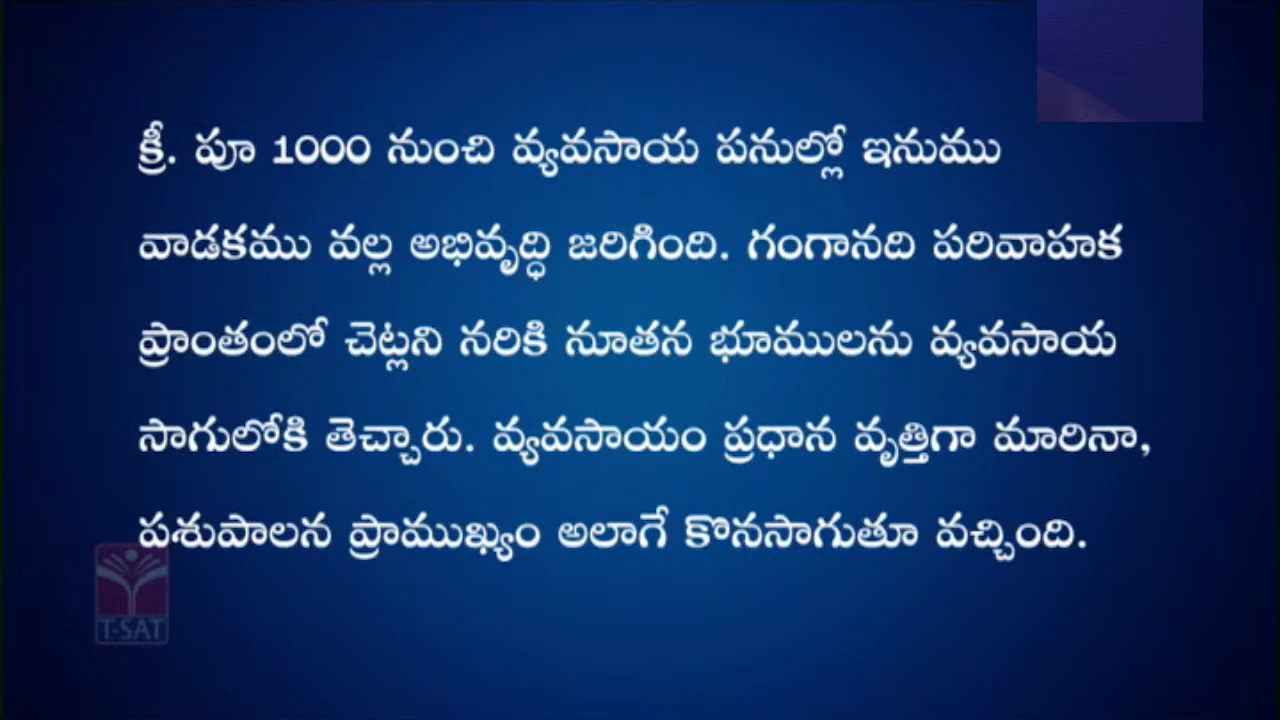 క్రీ. పూ 1000 నుంచి వ్యవసాయ పనుల్లో ఇనుము
వాడకము వల్ల అభివృద్ధి జరిగింది. గంగానది పరివాహక
ప్రాంతంలో చెట్లని నరికి నూతన భూములను వ్యవసాయ
సాగులోకి తెచ్చారు. వ్యవసాయం ప్రధాన వృత్తిగా మారినా,
పశుపాలన ప్రాముఖ్యం అలాగే కొనసాగుతూ వచ్చింది.
T-SAT